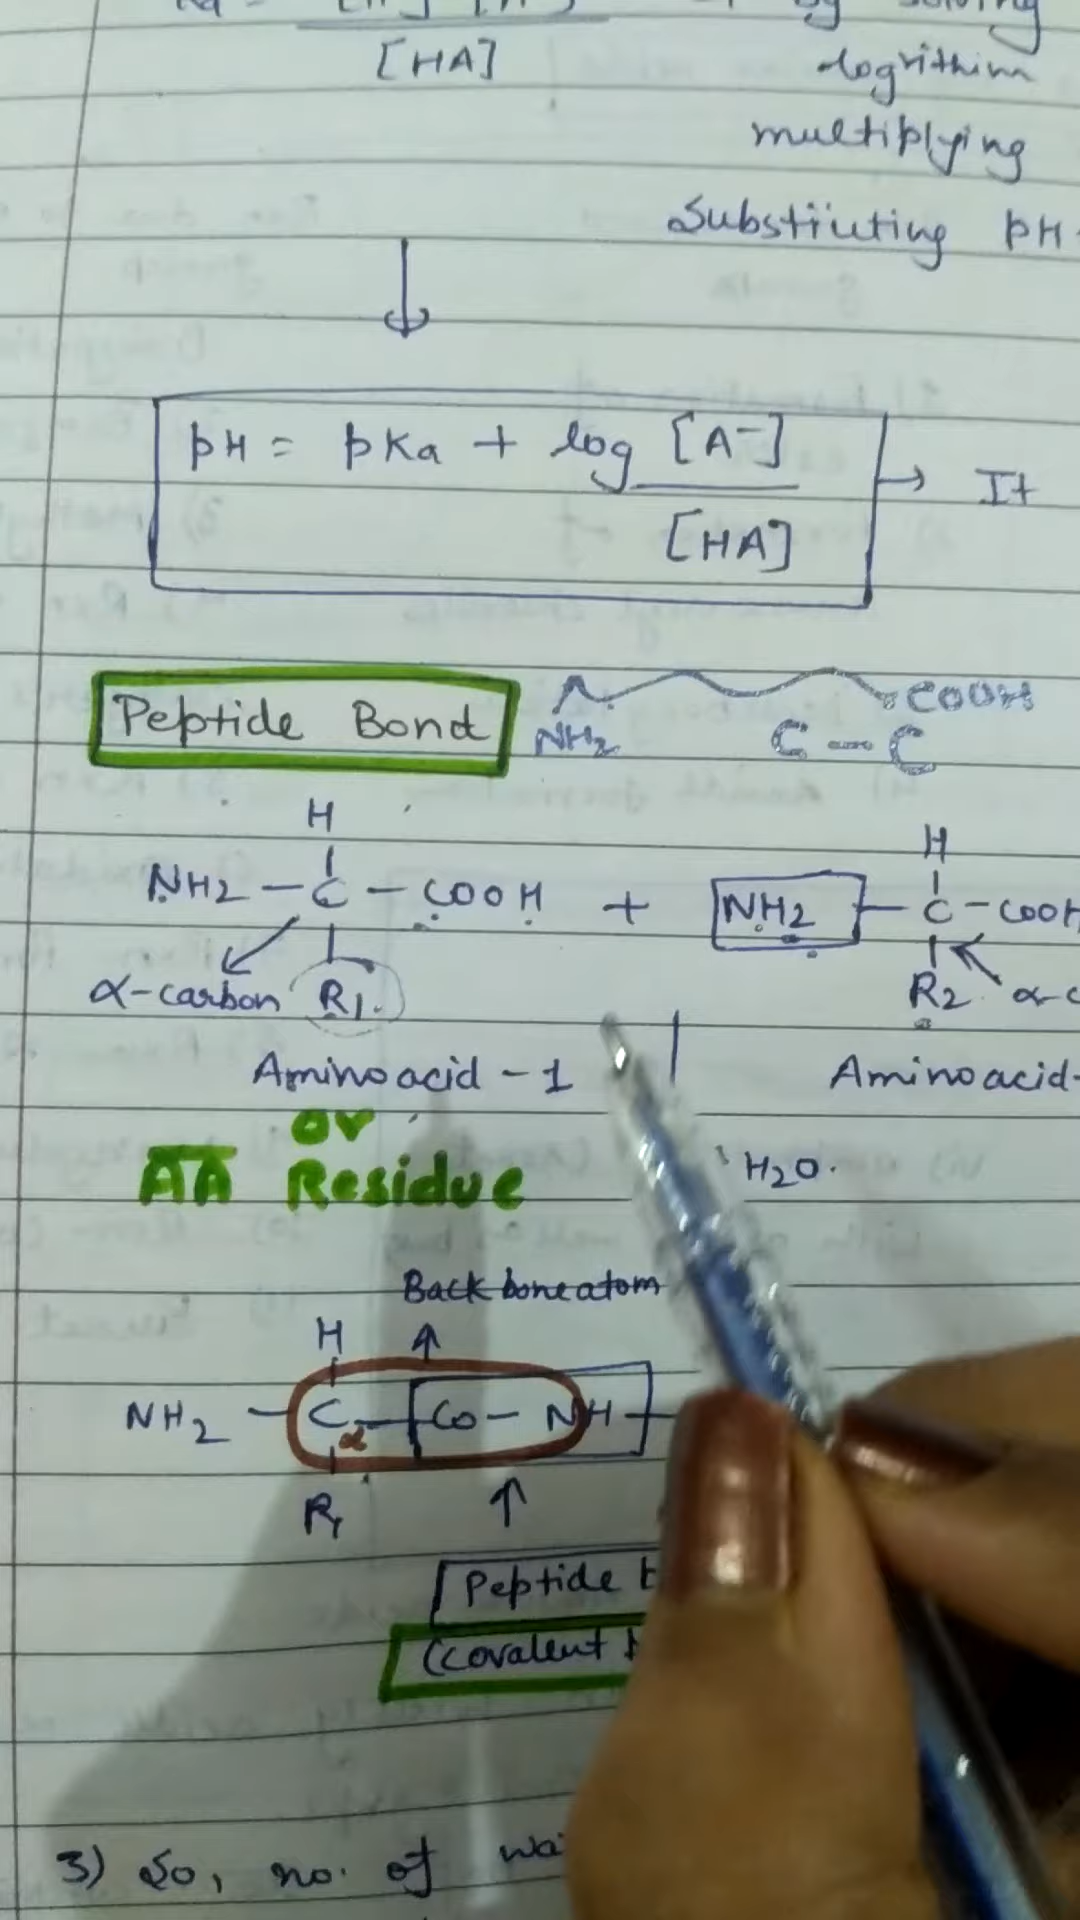 [HA]
logrithim
multiplying
Substiuting pH
pH = pKa + log [A-]
[HA] → It
Peptide Bond
COOH
NH2 C - C
H H
NH2 - C - COOH + NH2 - C - COOH
α-carbon R1 R2 α-c
Aminoacid - 1 Aminoacid-
or
AA Residue H2O.
Back bone atom
H
NH2 - C - CO - NH -
α
R1
Peptide
(covalent
3) So, no. of